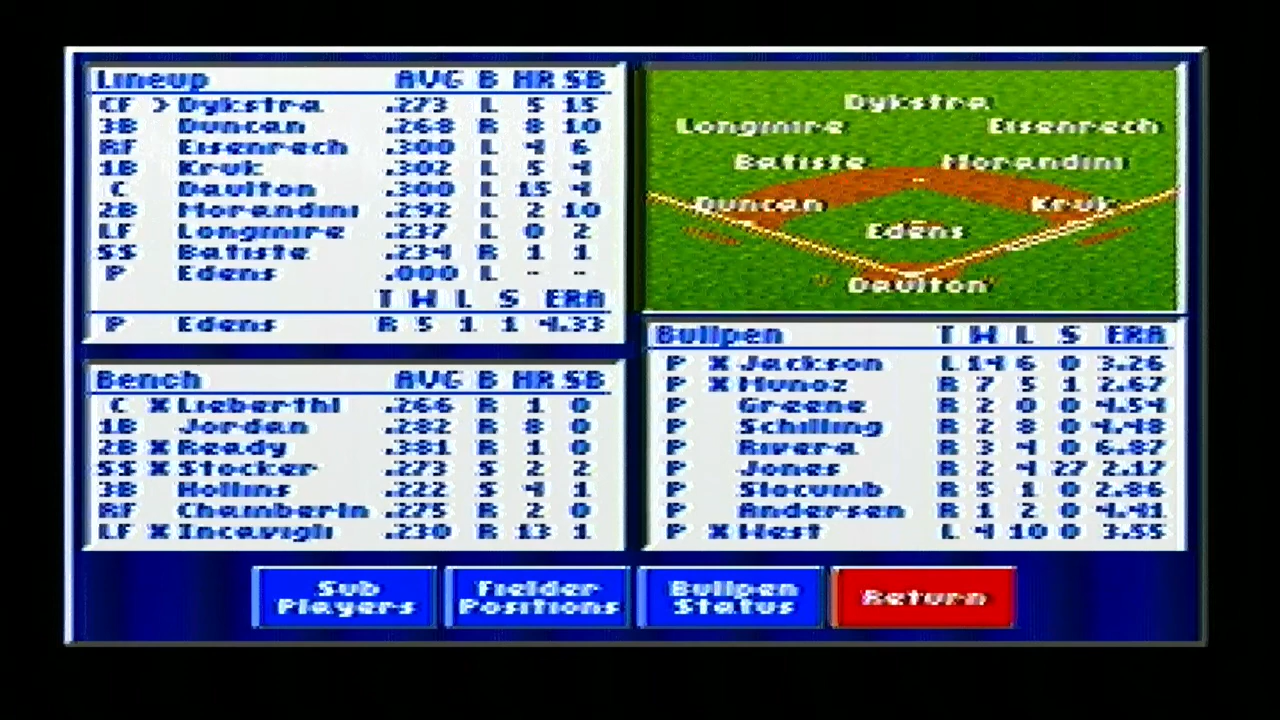 Lineup AVG B HR SB
CF > Dykstra .273 L 5 15
3B Duncan .268 R 8 10
RF Eisenrech .300 L 4 6
1B Kruk .302 L 5 4
C Daulton .300 L 15 4
2B Morandini .292 L 2 10
LF Longmire .237 L 0 2
SS Batiste .234 R 1 1
P Edens .000 L - -
T W L S ERA
P Edens R 5 1 1 4.33
Bench AVG B HR SB
C X Lieberthl .266 R 1 0
1B Jordan .282 R 8 0
2B X Ready .381 R 1 0
SS X Stocker .273 S 2 2
3B Hollins .222 S 4 1
RF Chamberln .275 R 2 0
LF X Incavigli .230 R 13 1
Dykstra
Longmire Eisenrech
Batiste Morandini
Duncan Kruk
Edens
Daulton
Bullpen T W L S ERA
P X Jackson L 14 6 0 3.26
P X Munoz R 7 5 1 2.67
P Greene R 2 0 0 4.54
P Schilling R 2 8 0 4.48
P Rivera R 3 4 0 6.87
P Jones R 2 4 27 2.17
P Slocumb R 5 1 0 2.86
P Andersen R 1 2 0 4.41
P X West L 4 10 0 3.55
Sub Players
Fielder Positions
Bullpen Status
Return